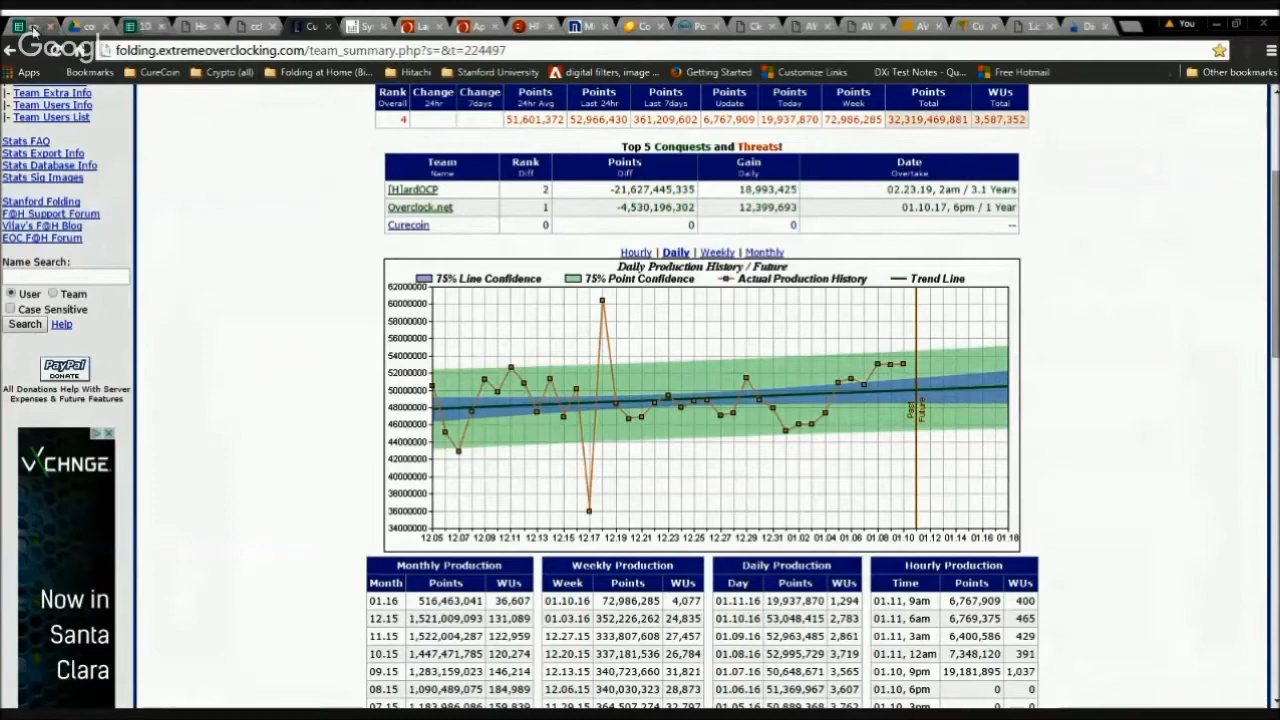 Cu
You
Google
folding.extremeoverclocking.com/team_summary.php?s=&t=224497
Apps Bookmarks CureCoin Crypto (all) Folding at Home (Bi... Hitachi Stanford University digital filters, image ... Getting Started Customize Links DXi Test Notes - Qu... Free Hotmail Other bookmarks
|- Team Extra Info
|- Team Users Info
|- Team Users List
Stats FAQ
Stats Export Info
Stats Database Info
Stats Sig Images
Stanford Folding
F@H Support Forum
Vijay's F@H Blog
EOC F@H Forum
Name Search:
User Team
Case Sensitive
Search Help
PayPal
DONATE
All Donations Help With Server
Expenses & Future Features
VXCHNGE
Now in
Santa
Clara
Rank Change Change Points Points Points Points Points Points Points WUs
Overall 24hr 7days 24hr Avg Last 24hr Last 7days Update Today Week Total Total
4 51,601,372 52,966,430 361,209,602 6,767,909 19,937,870 72,986,285 32,319,469,881 3,587,352
Top 5 Conquests and Threats!
Team Rank Points Gain Date
Name Diff Diff Daily Overtake
[H]ardOCP 2 -21,627,445,335 18,993,425 02.23.19, 2am / 3.1 Years
Overclock.net 1 -4,530,196,302 12,399,693 01.10.17, 6pm / 1 Year
Curecoin 0 0 0 --
Hourly | Daily | Weekly | Monthly
Daily Production History / Future
75% Line Confidence 75% Point Confidence Actual Production History Trend Line
62000000
60000000
58000000
56000000
54000000
52000000
50000000
48000000
46000000
44000000
42000000
40000000
38000000
36000000
34000000
Past
Future
12.05 12.07 12.09 12.11 12.13 12.15 12.17 12.19 12.21 12.23 12.25 12.27 12.29 12.31 01.02 01.04 01.06 01.08 01.10 01.12 01.14 01.16 01.18
Monthly Production
Month Points WUs
01.16 516,463,041 36,607
12.15 1,521,009,093 131,089
11.15 1,522,004,287 122,959
10.15 1,447,471,785 120,274
09.15 1,283,159,023 146,214
08.15 1,090,489,075 184,989
Weekly Production
Week Points WUs
01.10.16 72,986,285 4,077
01.03.16 352,226,262 24,835
12.27.15 333,807,608 27,457
12.20.15 337,181,536 26,784
12.13.15 340,723,660 31,821
12.06.15 340,030,323 28,873
Daily Production
Day Points WUs
01.11.16 19,937,870 1,294
01.10.16 53,048,415 2,783
01.09.16 52,963,485 2,861
01.08.16 52,995,729 3,719
01.07.16 50,648,671 3,565
01.06.16 51,369,967 3,607
Hourly Production
Time Points WUs
01.11, 9am 6,767,909 400
01.11, 6am 6,769,375 465
01.11, 3am 6,400,586 429
01.11, 12am 7,348,120 391
01.10, 9pm 19,181,895 1,037
01.10, 6pm 0 0